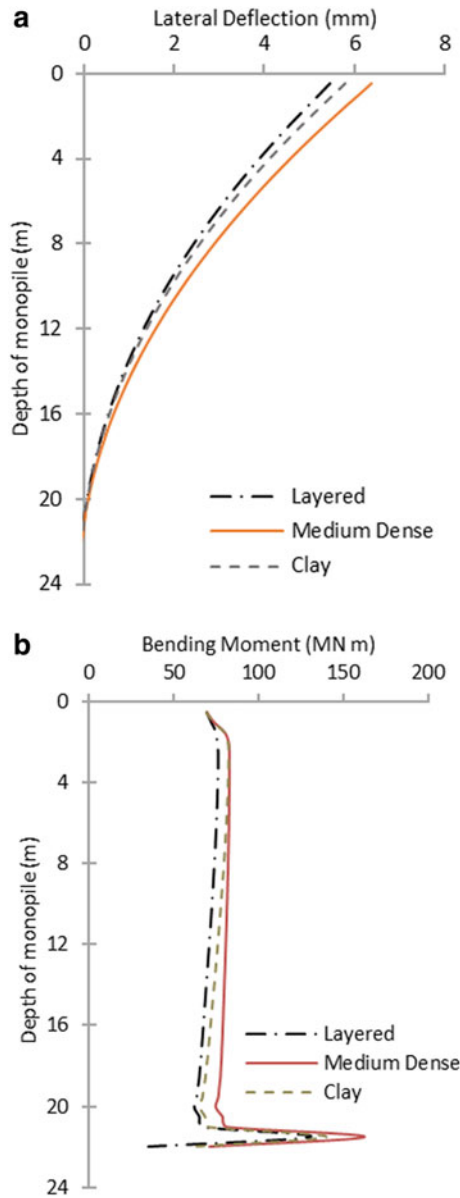 a
Lateral Deflection (mm)
0 2 4 6 8
0
4
8
12
16
20
24
Depth of monopile (m)
Layered
Medium Dense
Clay
b
Bending Moment (MN m)
0 50 100 150 200
0
4
8
12
16
20
24
Depth of monopile (m)
Layered
Medium Dense
Clay